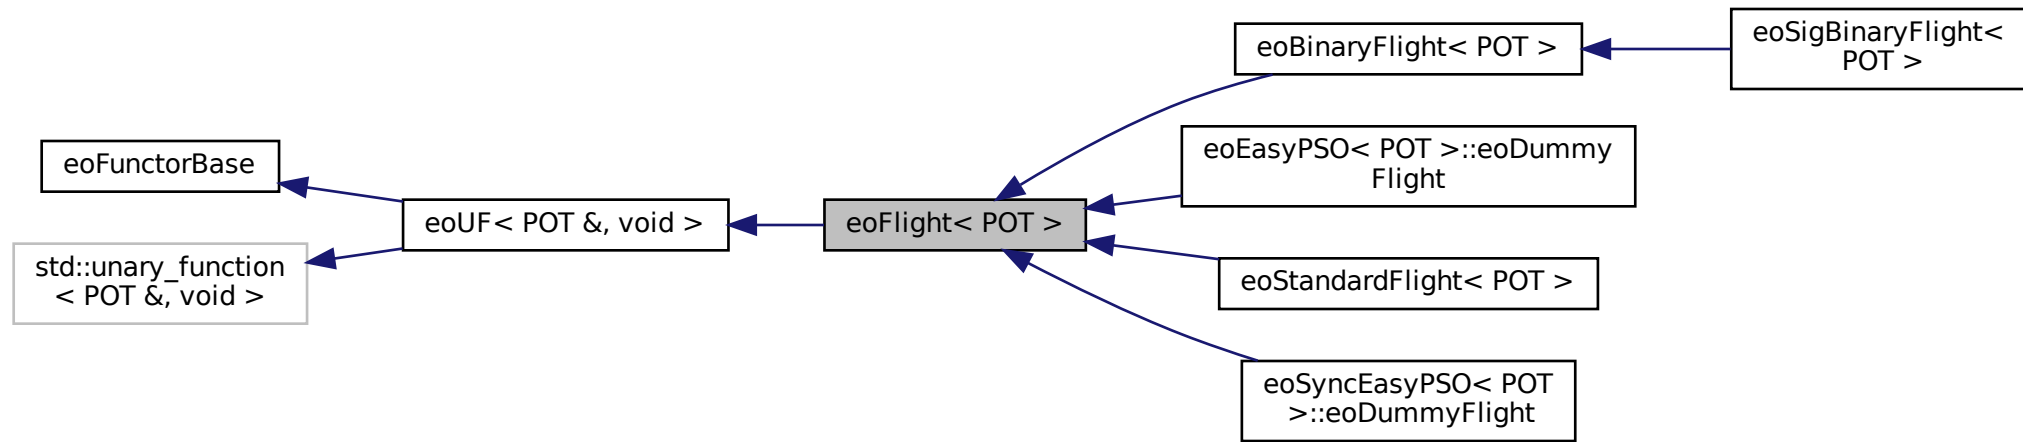 eoFunctorBase
std::unary_function
< POT &, void >
eoUF< POT &, void >
eoFlight< POT >
eoBinaryFlight< POT >
eoSigBinaryFlight<
POT >
eoEasyPSO< POT >::eoDummy
Flight
eoStandardFlight< POT >
eoSyncEasyPSO< POT
>::eoDummyFlight